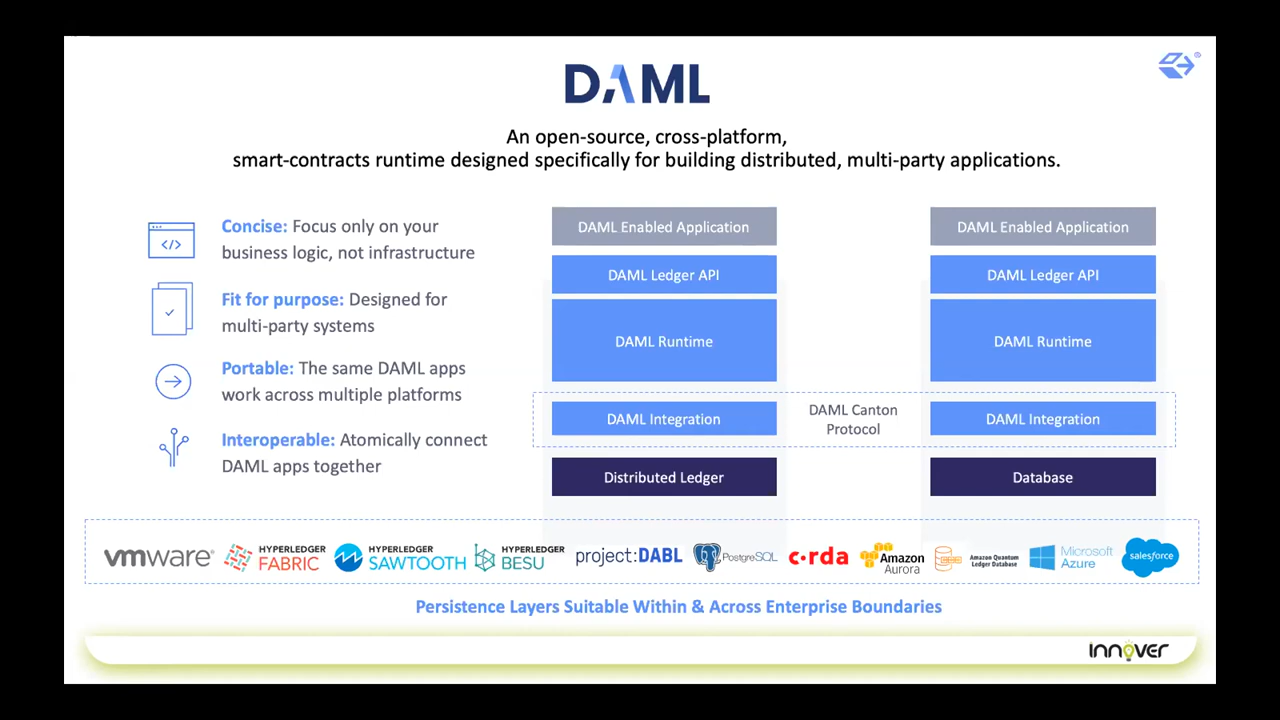 DAML
An open-source, cross-platform,
smart-contracts runtime designed specifically for building distributed, multi-party applications.
</>
Concise: Focus only on your
business logic, not infrastructure
Fit for purpose: Designed for
multi-party systems
Portable: The same DAML apps
work across multiple platforms
Interoperable: Atomically connect
DAML apps together
DAML Enabled Application
DAML Ledger API
DAML Runtime
DAML Integration
Distributed Ledger
DAML Canton
Protocol
DAML Enabled Application
DAML Ledger API
DAML Runtime
DAML Integration
Database
vmware®
HYPERLEDGER
FABRIC
HYPERLEDGER
SAWTOOTH
HYPERLEDGER
BESU
project:DABL
PostgreSQL
c·rda
Amazon
Aurora
Amazon Quantum
Ledger Database
Microsoft
Azure
salesforce
Persistence Layers Suitable Within & Across Enterprise Boundaries
innover